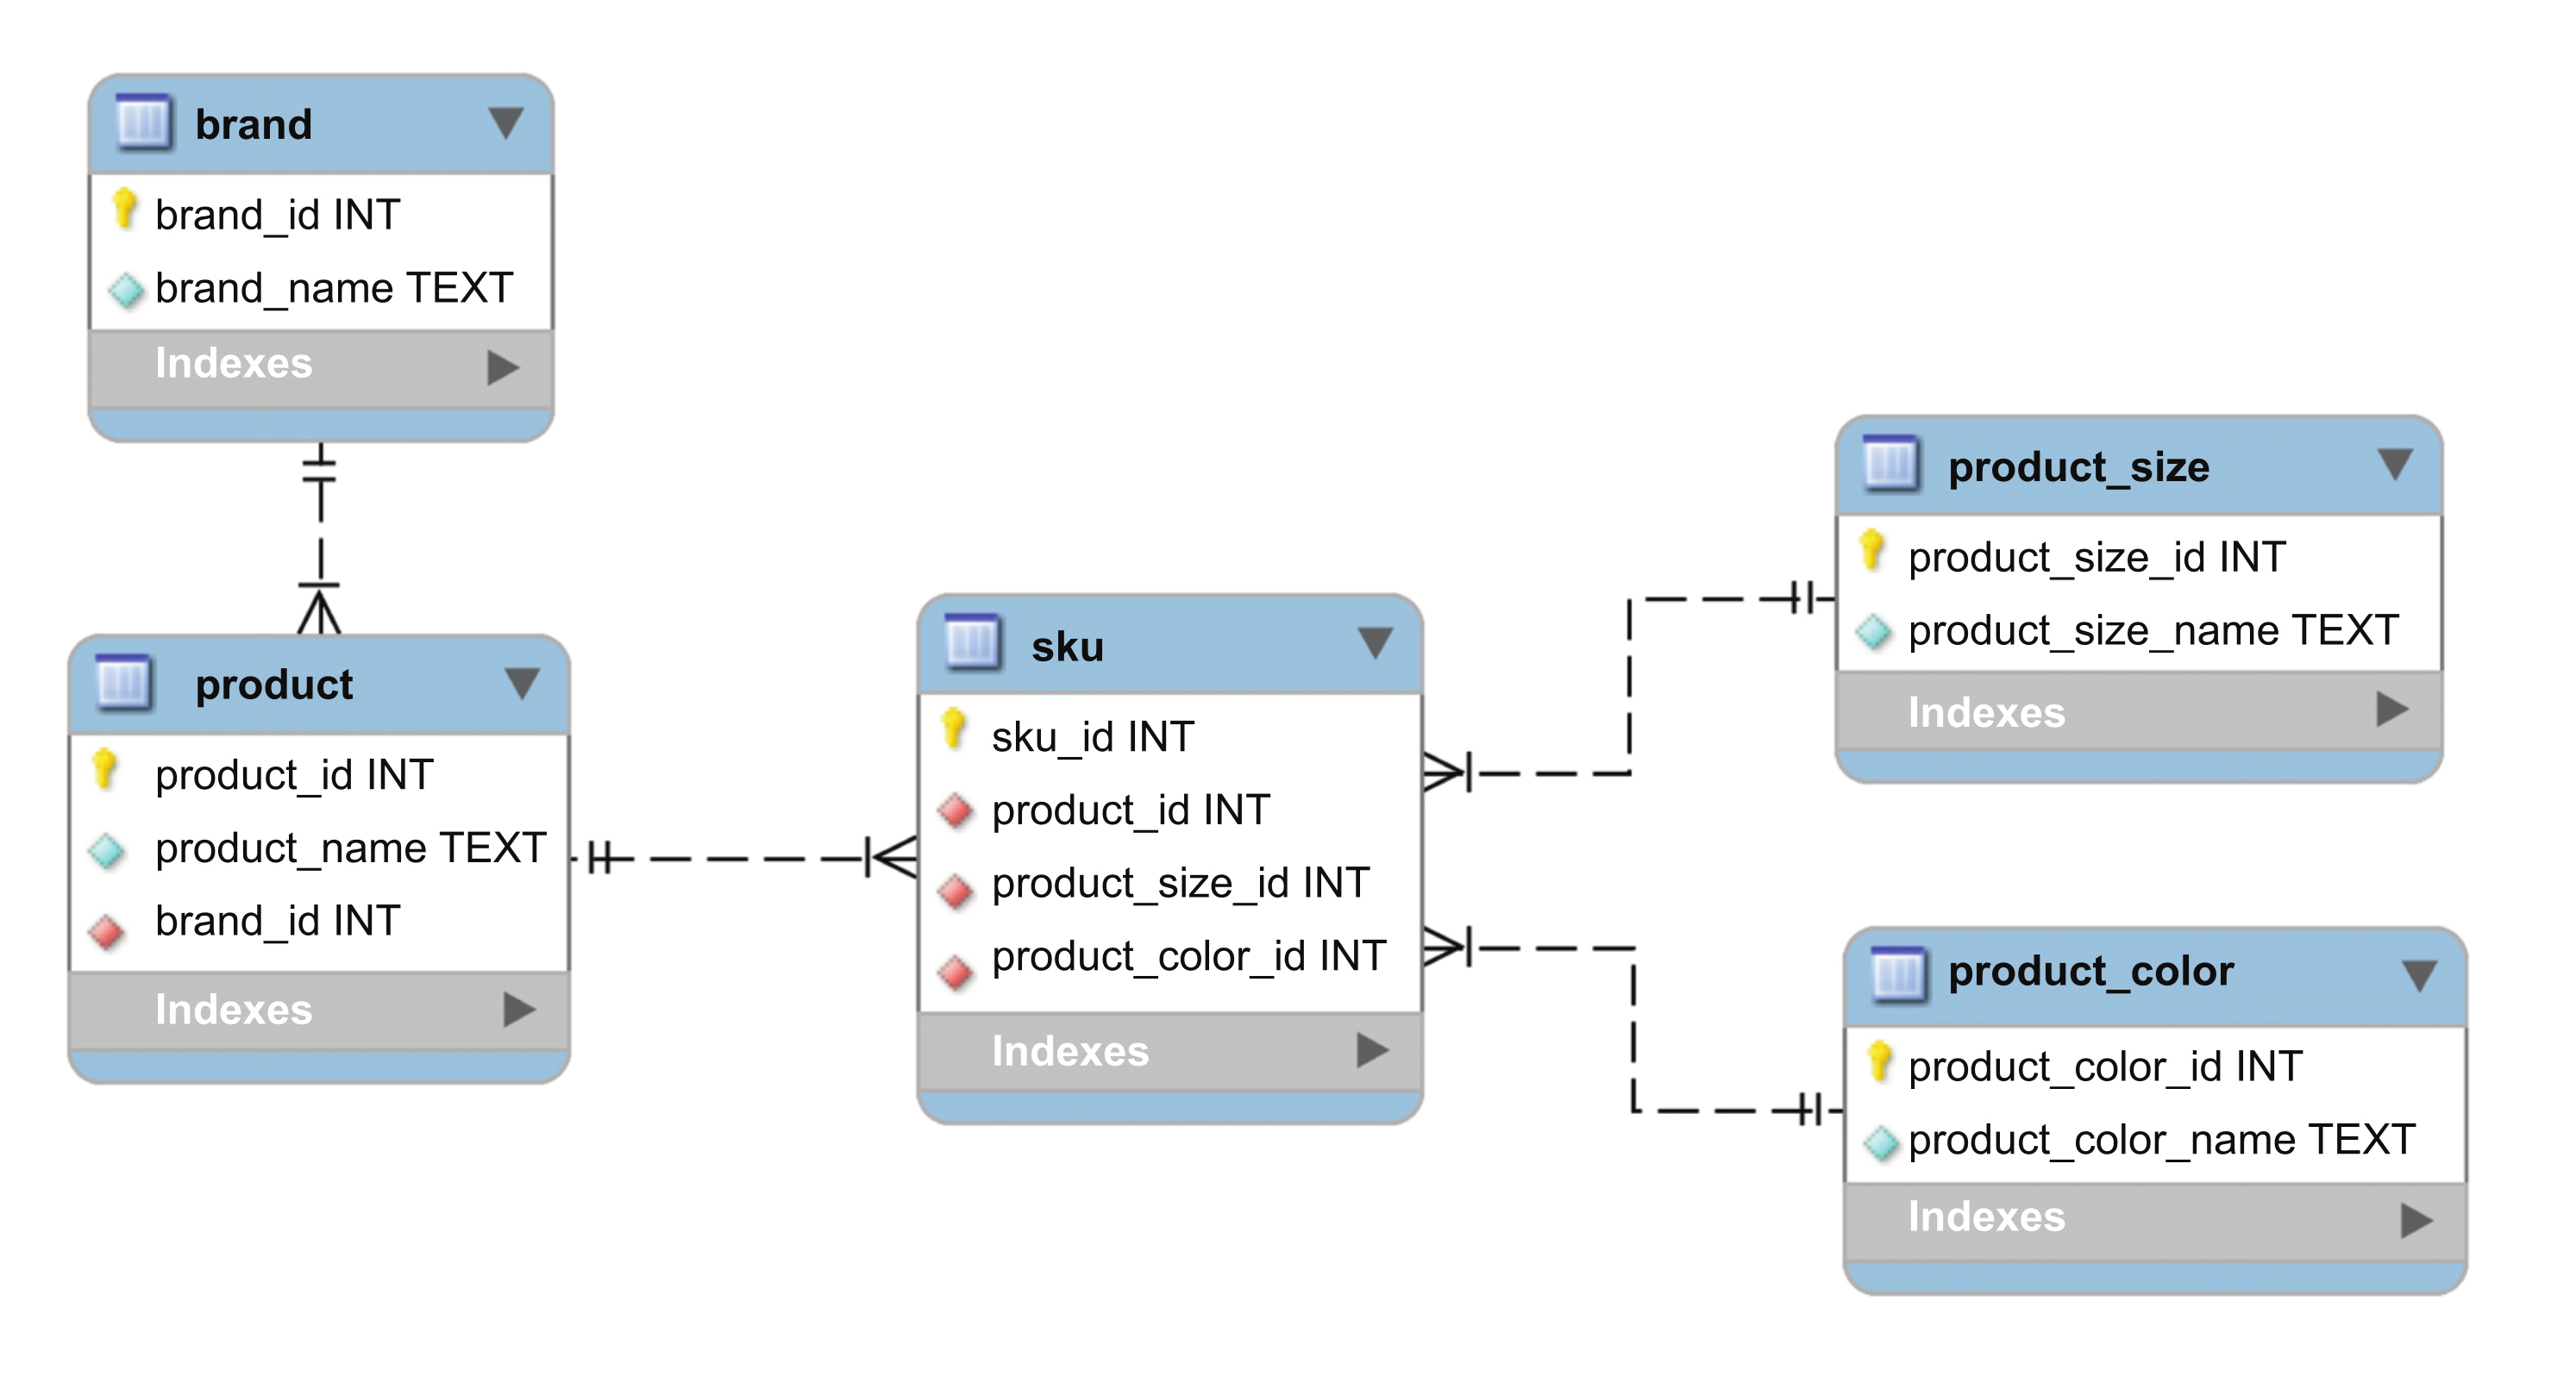 brand
brand_id INT
brand_name TEXT
Indexes
product
product_id INT
product_name TEXT
brand_id INT
Indexes
sku
sku_id INT
product_id INT
product_size_id INT
product_color_id INT
Indexes
product_size
product_size_id INT
product_size_name TEXT
Indexes
product_color
product_color_id INT
product_color_name TEXT
Indexes